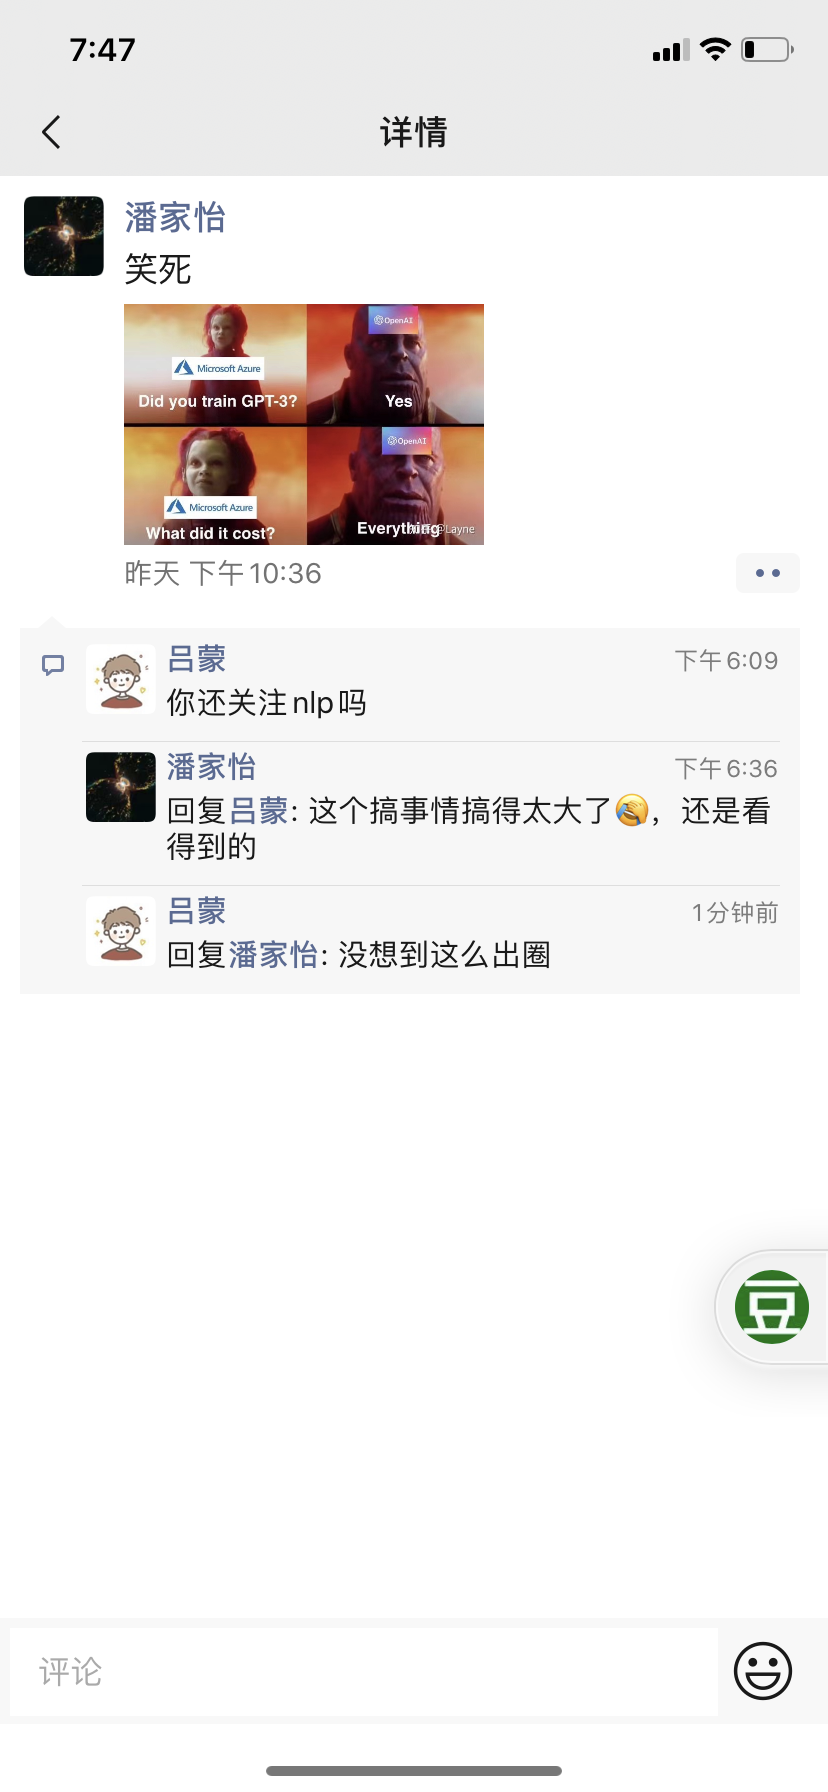 7:47
详情
潘家怡
笑死
OpenAI
Microsoft Azure
Did you train GPT-3?
Yes
OpenAI
Microsoft Azure
What did it cost?
Everything
@Layne
昨天 下午10:36
吕蒙
下午6:09
你还关注nlp吗
潘家怡
下午6:36
回复吕蒙: 这个搞事情搞得太大了🤣，还是看
得到的
吕蒙
1分钟前
回复潘家怡: 没想到这么出圈
豆
评论